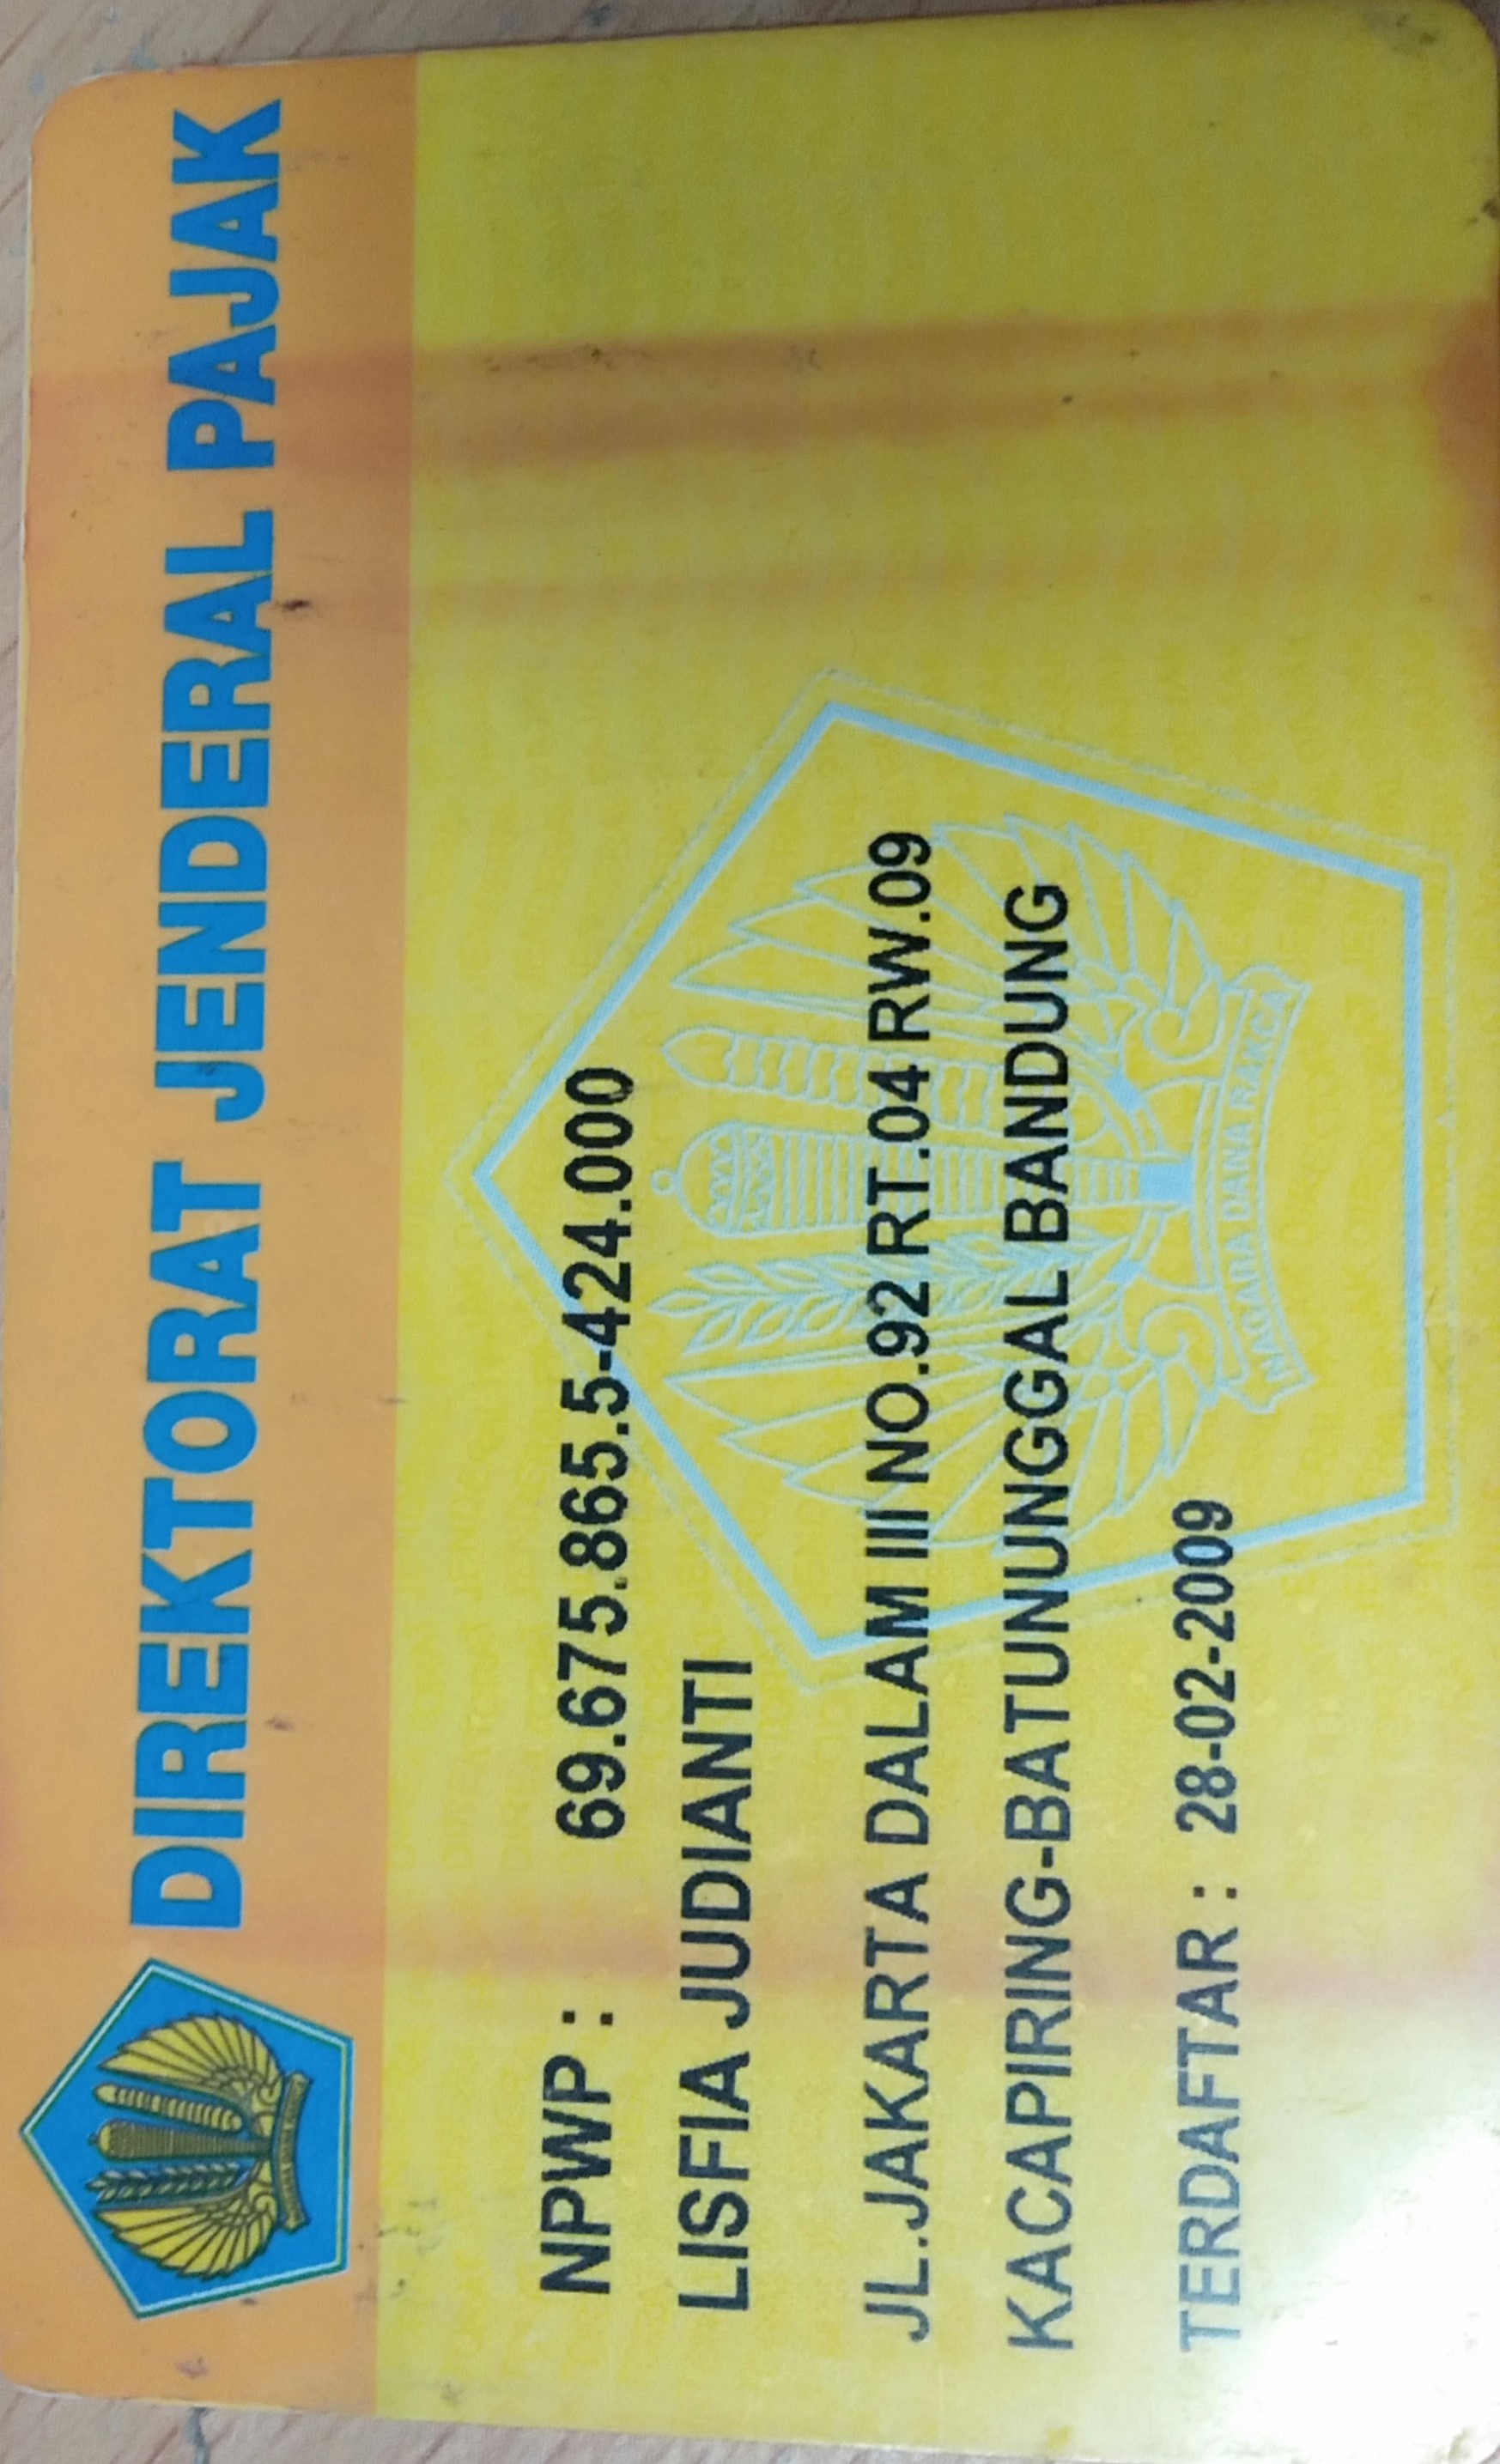 DIREKTORAT JENDERAL PAJAK
NPWP : 69.675.865.5-424.000
LISFIA JUDIANTI
JL.JAKARTA DALAM III NO.92 RT.04 RW.09
KACAPIRING-BATUNUNUNGGAL BANDUNG
TERDAFTAR : 28-02-2009
NAGARA DANA RAKCA